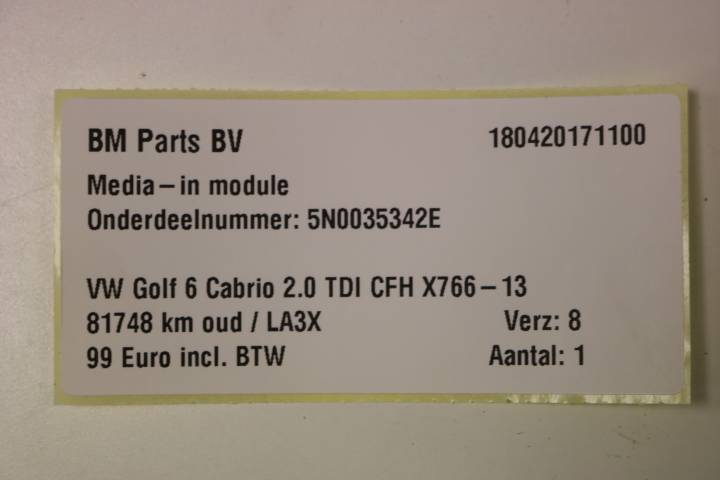 BM Parts BV 180420171100
Media-in module
Onderdeelnummer: 5N0035342E
VW Golf 6 Cabrio 2.0 TDI CFH X766-13
81748 km oud / LA3X Verz: 8
99 Euro incl. BTW Aantal: 1